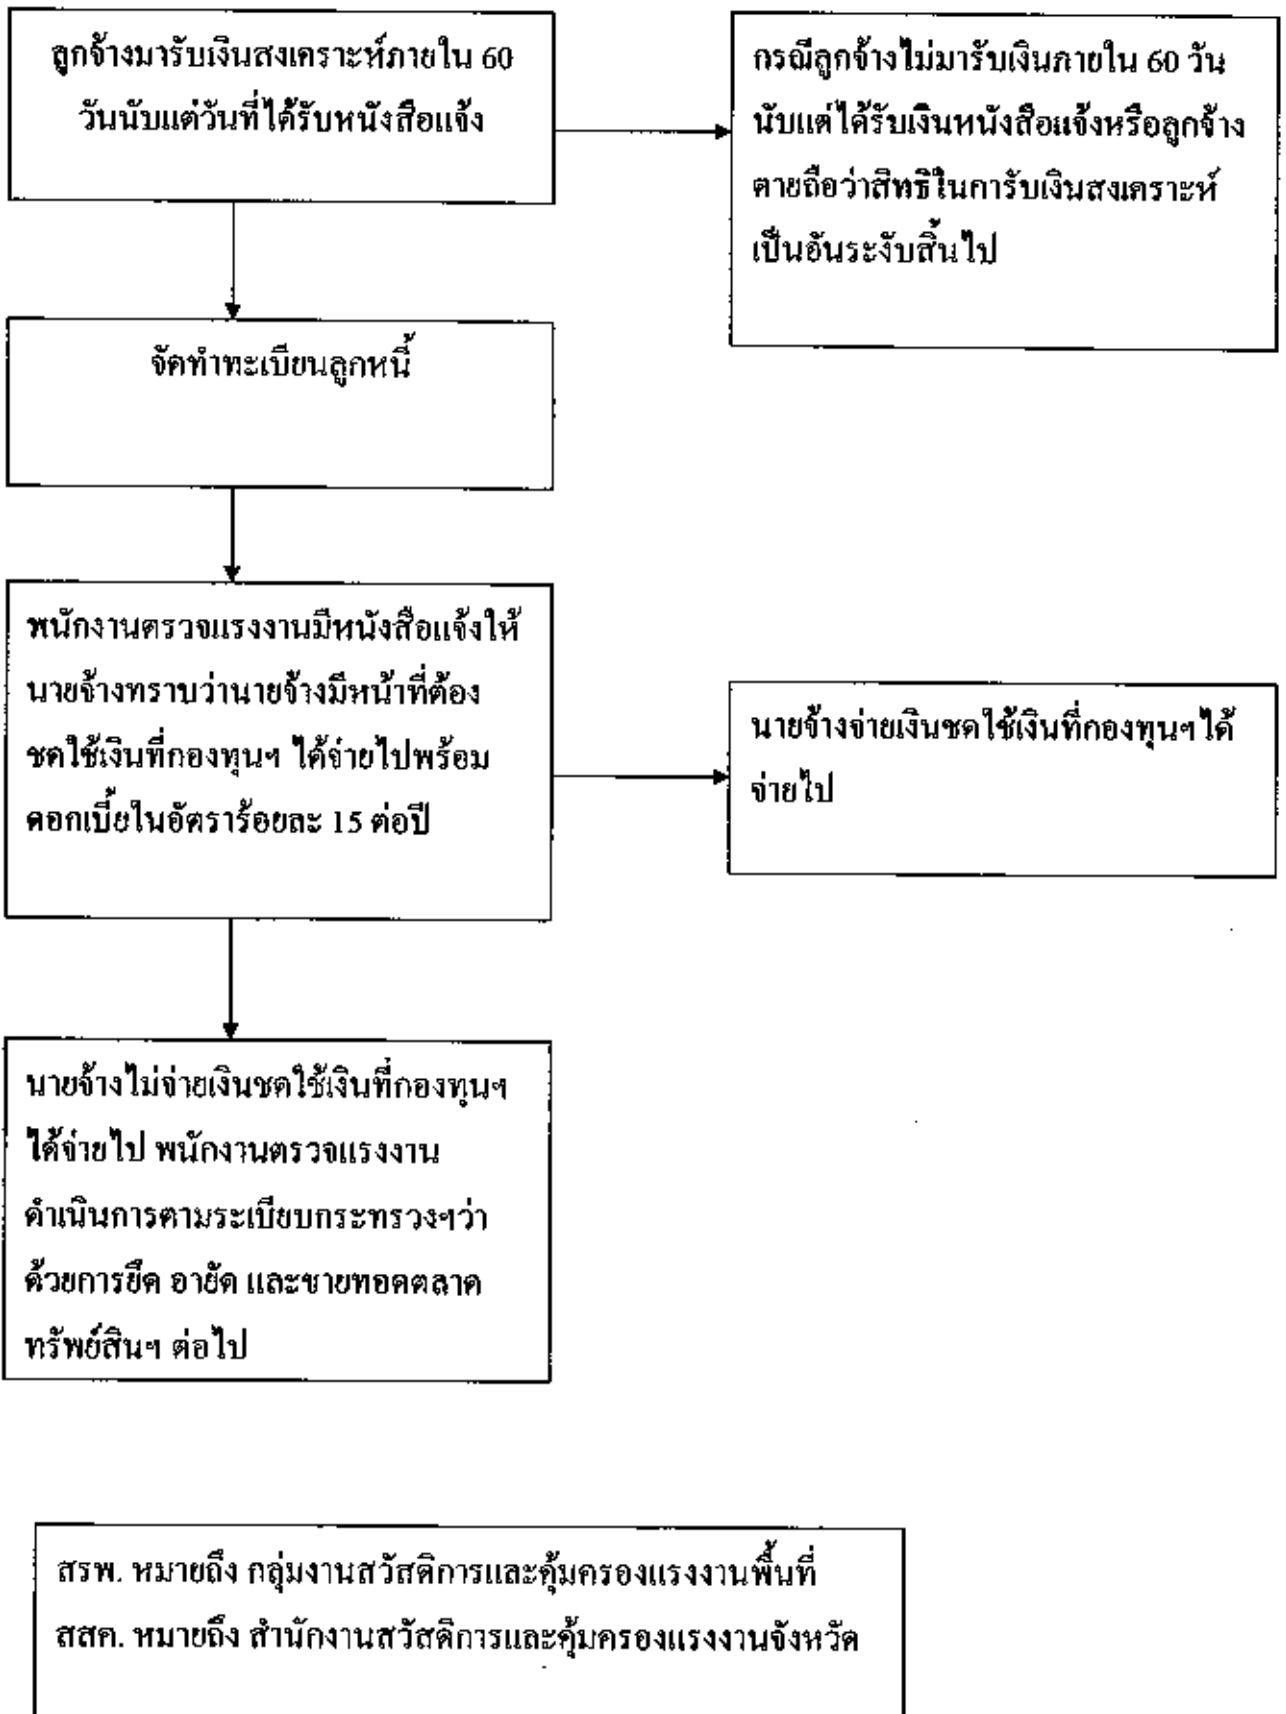 ลูกจ้างมารับเงินสงเคราะห์ภายใน 60
วันนับแต่วันที่ได้รับหนังสือแจ้ง
กรณีลูกจ้างไม่มารับเงินภายใน 60 วัน
นับแต่ได้รับเงินหนังสือแจ้งหรือลูกจ้าง
ตายถือว่าสิทธิในการับเงินสงเคราะห์
เป็นอันระงับสิ้นไป
จัดทำทะเบียนลูกหนี้
พนักงานตรวจแรงงานมีหนังสือแจ้งให้
นายจ้างทราบว่านายจ้างมีหน้าที่ต้อง
ชดใช้เงินที่กองทุนฯ ได้จ่ายไปพร้อม
ดอกเบี้ยในอัตราร้อยละ 15 ต่อปี
นายจ้างจ่ายเงินชดใช้เงินที่กองทุนฯได้
จ่ายไป
นายจ้างไม่จ่ายเงินชดใช้เงินที่กองทุนฯ
ได้จ่ายไป พนักงานตรวจแรงงาน
ดำเนินการตามระเบียบกระทรวงฯว่า
ด้วยการยึด อายัด และขายทอดตลาด
ทรัพย์สินฯ ต่อไป
สรพ. หมายถึง กลุ่มงานสวัสดิการและคุ้มครองแรงงานพื้นที่
สสค. หมายถึง สำนักงานสวัสดิการและคุ้มครองแรงงานจังหวัด